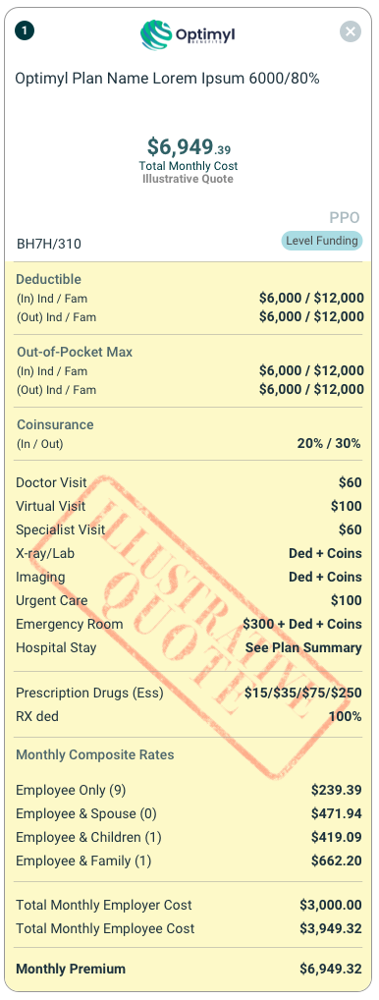 1
Optimyl
BENEFITS
Optimyl Plan Name Lorem Ipsum 6000/80%
$6,949.39
Total Monthly Cost
Illustrative Quote
PPO
BH7H/310 Level Funding
Deductible
(In) Ind / Fam $6,000 / $12,000
(Out) Ind / Fam $6,000 / $12,000
Out-of-Pocket Max
(In) Ind / Fam $6,000 / $12,000
(Out) Ind / Fam $6,000 / $12,000
Coinsurance
(In / Out) 20% / 30%
Doctor Visit $60
Virtual Visit $100
Specialist Visit $60
X-ray/Lab Ded + Coins
Imaging Ded + Coins
Urgent Care $100
Emergency Room $300 + Ded + Coins
Hospital Stay See Plan Summary
ILLUSTRATIVE
QUOTE
Prescription Drugs (Ess) $15/$35/$75/$250
RX ded 100%
Monthly Composite Rates
Employee Only (9) $239.39
Employee & Spouse (0) $471.94
Employee & Children (1) $419.09
Employee & Family (1) $662.20
Total Monthly Employer Cost $3,000.00
Total Monthly Employee Cost $3,949.32
Monthly Premium $6,949.32